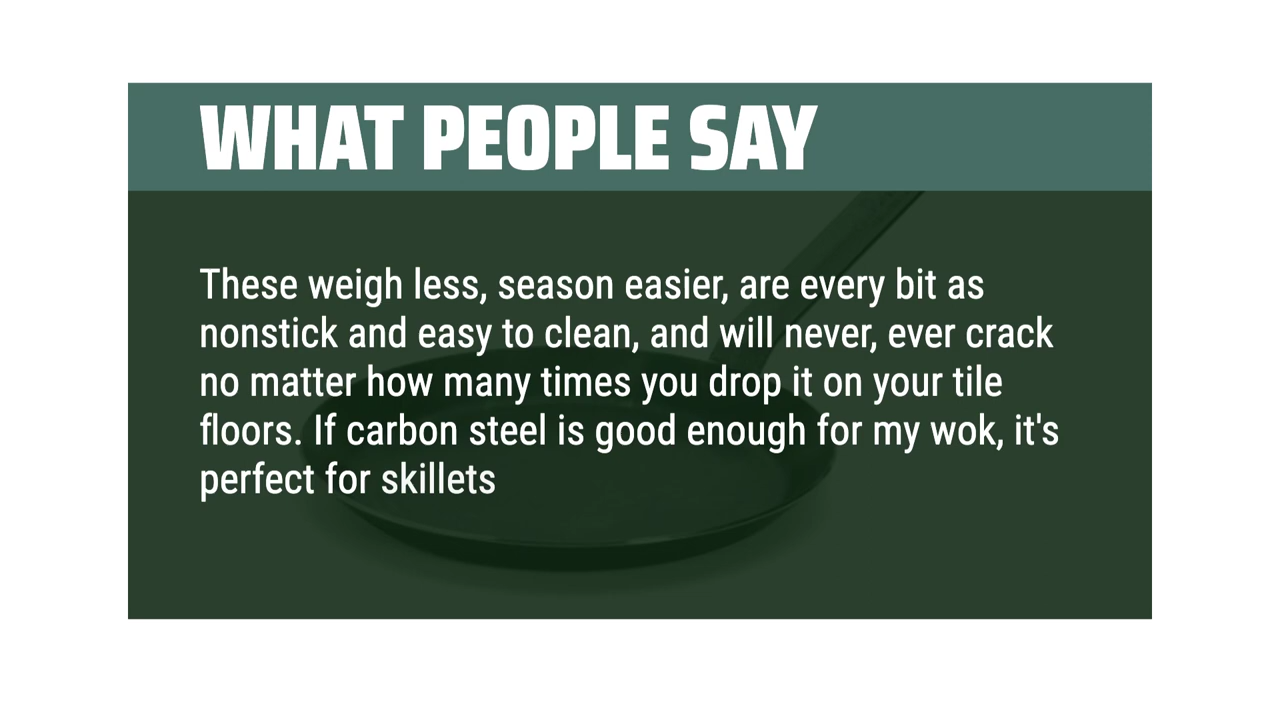 WHAT PEOPLE SAY
These weigh less, season easier, are every bit as
nonstick and easy to clean, and will never, ever crack
no matter how many times you drop it on your tile
floors. If carbon steel is good enough for my wok, it's
perfect for skillets